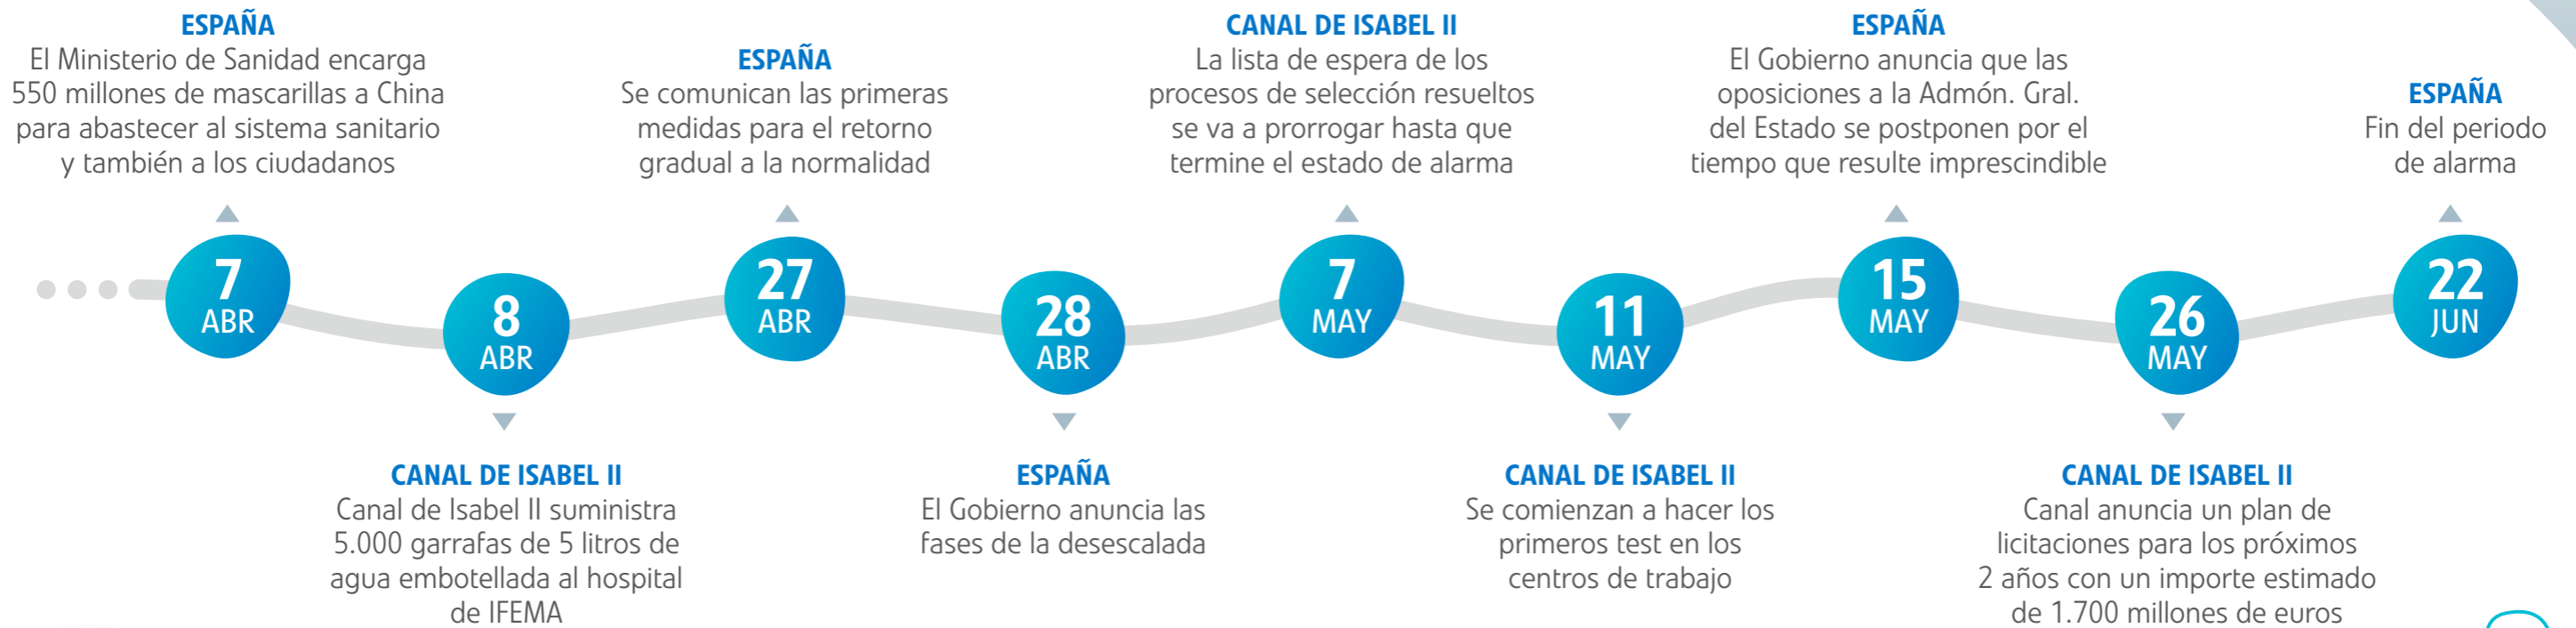 ESPAÑA
El Ministerio de Sanidad encarga
550 millones de mascarillas a China
para abastecer al sistema sanitario
y también a los ciudadanos
7
ABR
8
ABR
CANAL DE ISABEL II
Canal de Isabel II suministra
5.000 garrafas de 5 litros de
agua embotellada al hospital
de IFEMA
ESPAÑA
Se comunican las primeras
medidas para el retorno
gradual a la normalidad
27
ABR
28
ABR
ESPAÑA
El Gobierno anuncia las
fases de la desescalada
CANAL DE ISABEL II
La lista de espera de los
procesos de selección resueltos
se va a prorrogar hasta que
termine el estado de alarma
7
MAY
11
MAY
CANAL DE ISABEL II
Se comienzan a hacer los
primeros test en los
centros de trabajo
ESPAÑA
El Gobierno anuncia que las
oposiciones a la Admón. Gral.
del Estado se postponen por el
tiempo que resulte imprescindible
15
MAY
26
MAY
CANAL DE ISABEL II
Canal anuncia un plan de
licitaciones para los próximos
2 años con un importe estimado
de 1.700 millones de euros
ESPAÑA
Fin del periodo
de alarma
22
JUN